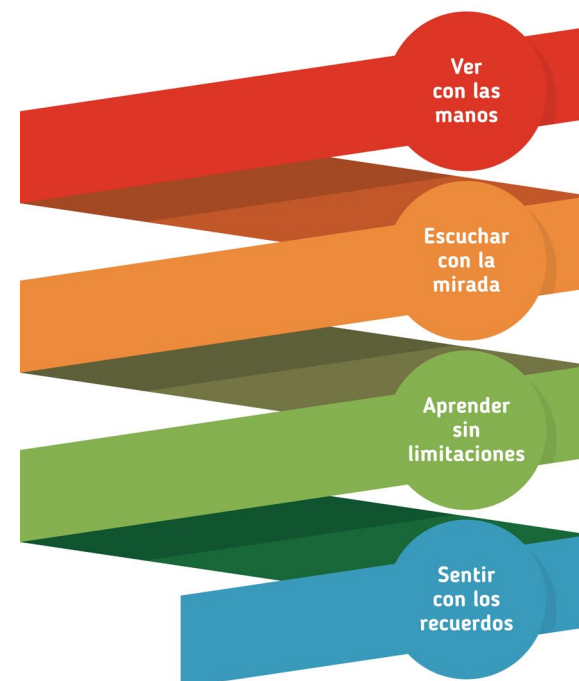 Ver
con las
manos
Escuchar
con la
mirada
Aprender
sin
limitaciones
Sentir
con los
recuerdos